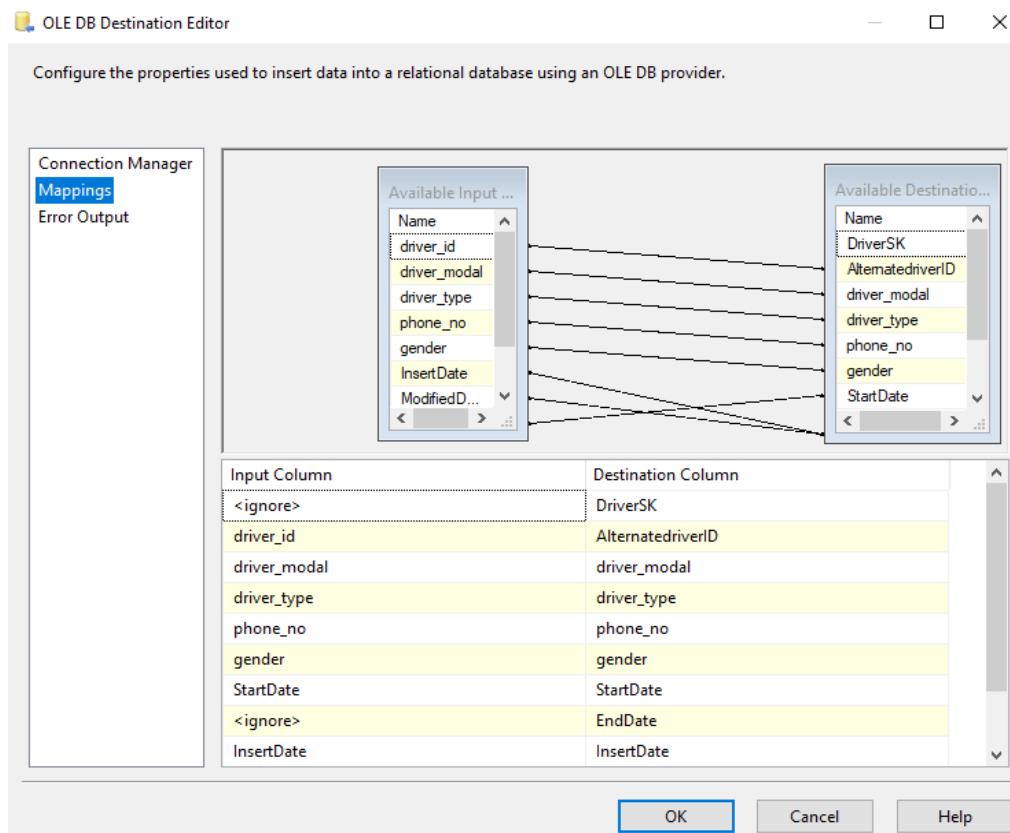 OLE DB Destination Editor
Configure the properties used to insert data into a relational database using an OLE DB provider.
Connection Manager
Mappings
Error Output
Available Input ...
Name
driver_id
driver_modal
driver_type
phone_no
gender
InsertDate
ModifiedD...
Available Destinatio...
Name
DriverSK
AlternatedriverID
driver_modal
driver_type
phone_no
gender
StartDate
Input Column Destination Column
<ignore> DriverSK
driver_id AlternatedriverID
driver_modal driver_modal
driver_type driver_type
phone_no phone_no
gender gender
StartDate StartDate
<ignore> EndDate
InsertDate InsertDate
OK Cancel Help